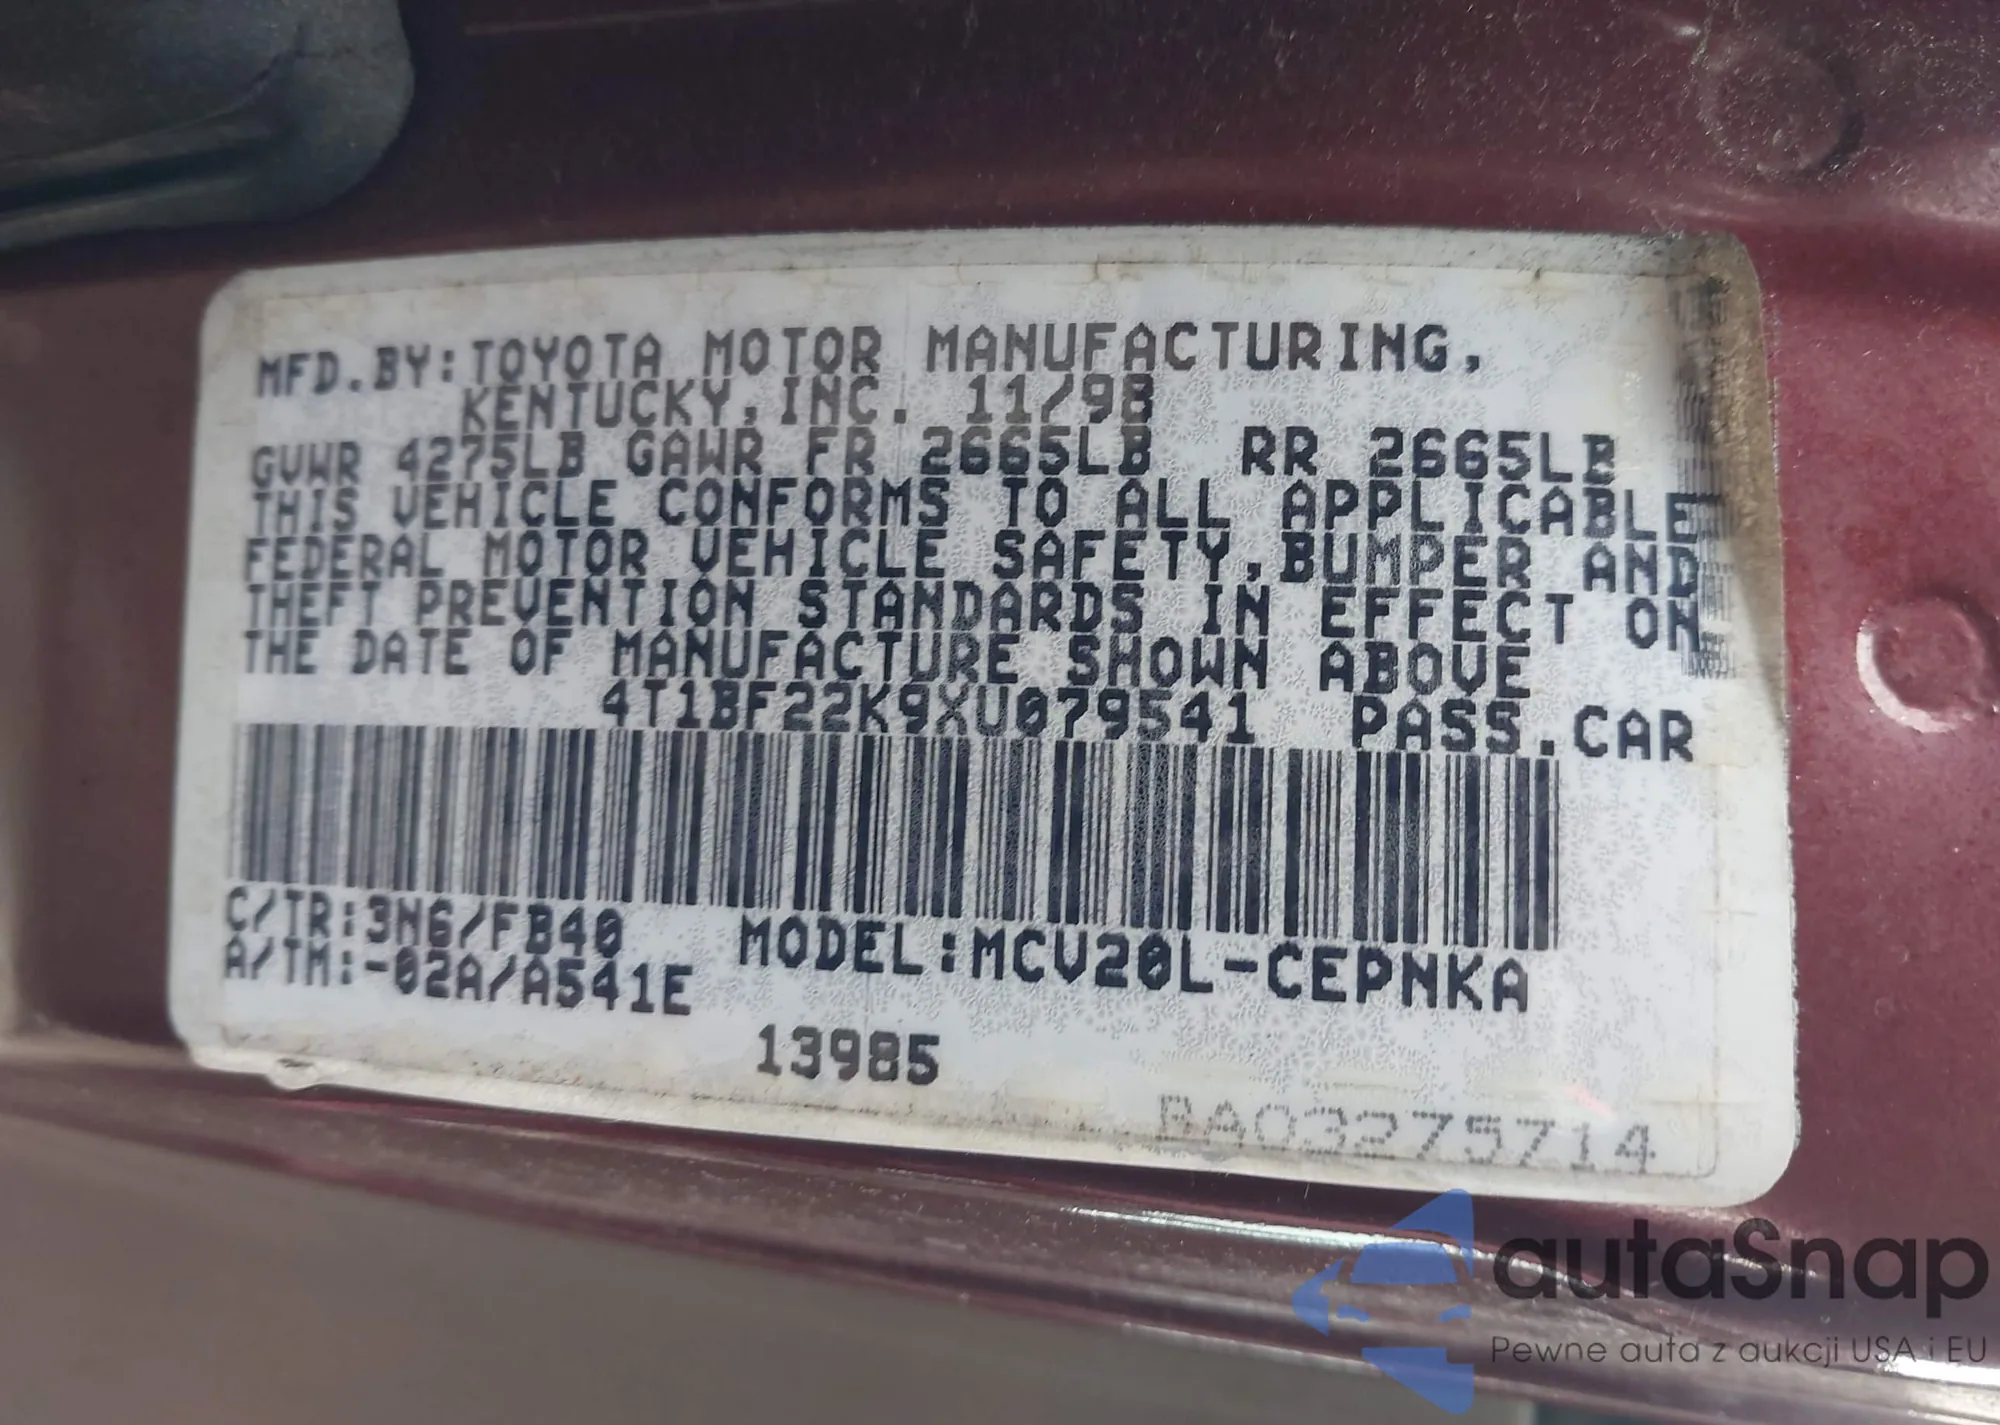 MFD.BY:TOYOTA MOTOR MANUFACTURING,
KENTUCKY,INC. 11/98
GVWR 4275LB GAWR FR 2665LB RR 2665LB
THIS VEHICLE CONFORMS TO ALL APPLICABLE
FEDERAL MOTOR VEHICLE SAFETY,BUMPER AND
THEFT PREVENTION STANDARDS IN EFFECT ON
THE DATE OF MANUFACTURE SHOWN ABOVE
4T1BF22K9XU079541 PASS.CAR
C/TR:3N6/FB40 MODEL:MCV20L-CEPNKA
A/TM:-02A/A541E
13985
BA03275714
autaSnap
Pewne auta z aukcji USA i EU